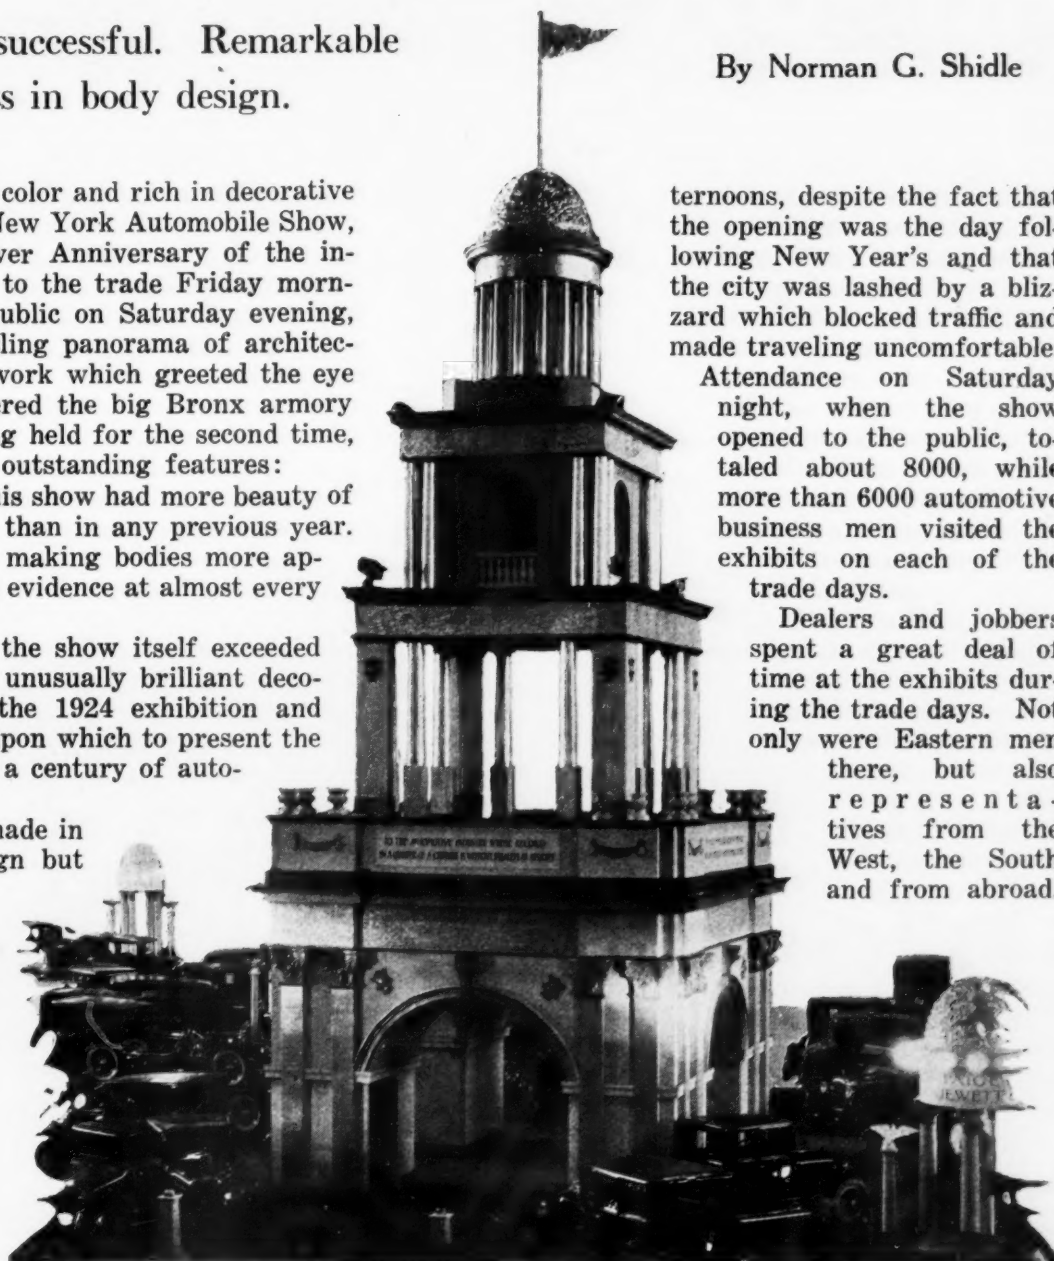 successful. Remarkable
s in body design.
By Norman G. Shidle
color and rich in decorative
New York Automobile Show,
ver Anniversary of the in-
to the trade Friday morn-
ublic on Saturday evening,
ling panorama of architec-
work which greeted the eye
ered the big Bronx armory
g held for the second time,
outstanding features:
is show had more beauty of
than in any previous year.
making bodies more ap-
evidence at almost every
the show itself exceeded
unusually brilliant deco-
the 1924 exhibition and
pon which to present the
a century of auto-
made in
gn but
ternoons, despite the fact that
the opening was the day fol-
lowing New Year's and that
the city was lashed by a bliz-
zard which blocked traffic and
made traveling uncomfortable.
Attendance on Saturday
night, when the show
opened to the public, to-
taled about 8000, while
more than 6000 automotive
business men visited the
exhibits on each of the
trade days.
Dealers and jobbers
spent a great deal of
time at the exhibits dur-
ing the trade days. Not
only were Eastern men
there, but also
representa-
tives from the
West, the South
and from abroad.
JEWETT